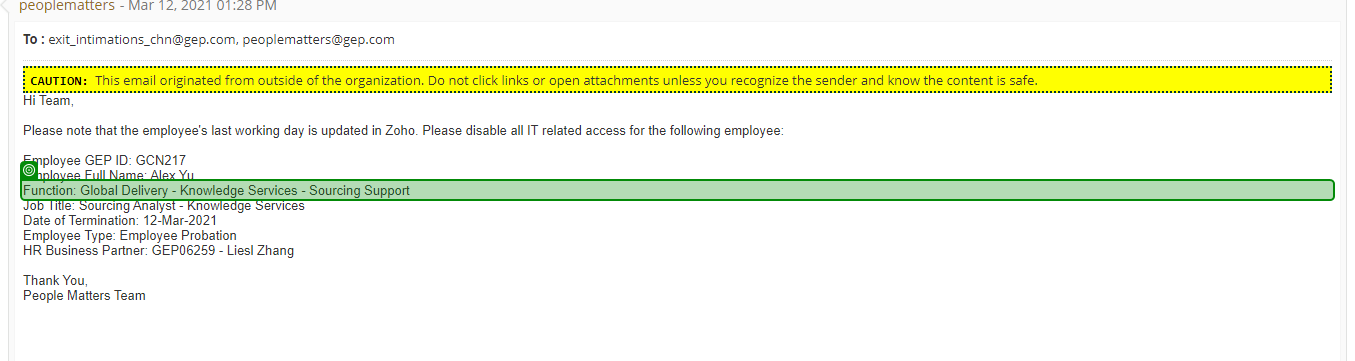 peoplematters - Mar 12, 2021 01:28 PM
To : exit_intimations_chn@gep.com, peoplematters@gep.com
CAUTION: This email originated from outside of the organization. Do not click links or open attachments unless you recognize the sender and know the content is safe.
Hi Team,
Please note that the employee's last working day is updated in Zoho. Please disable all IT related access for the following employee:
Employee GEP ID: GCN217
Employee Full Name: Alex Yu
Function: Global Delivery - Knowledge Services - Sourcing Support
Job Title: Sourcing Analyst - Knowledge Services
Date of Termination: 12-Mar-2021
Employee Type: Employee Probation
HR Business Partner: GEP06259 - Liesl Zhang
Thank You,
People Matters Team